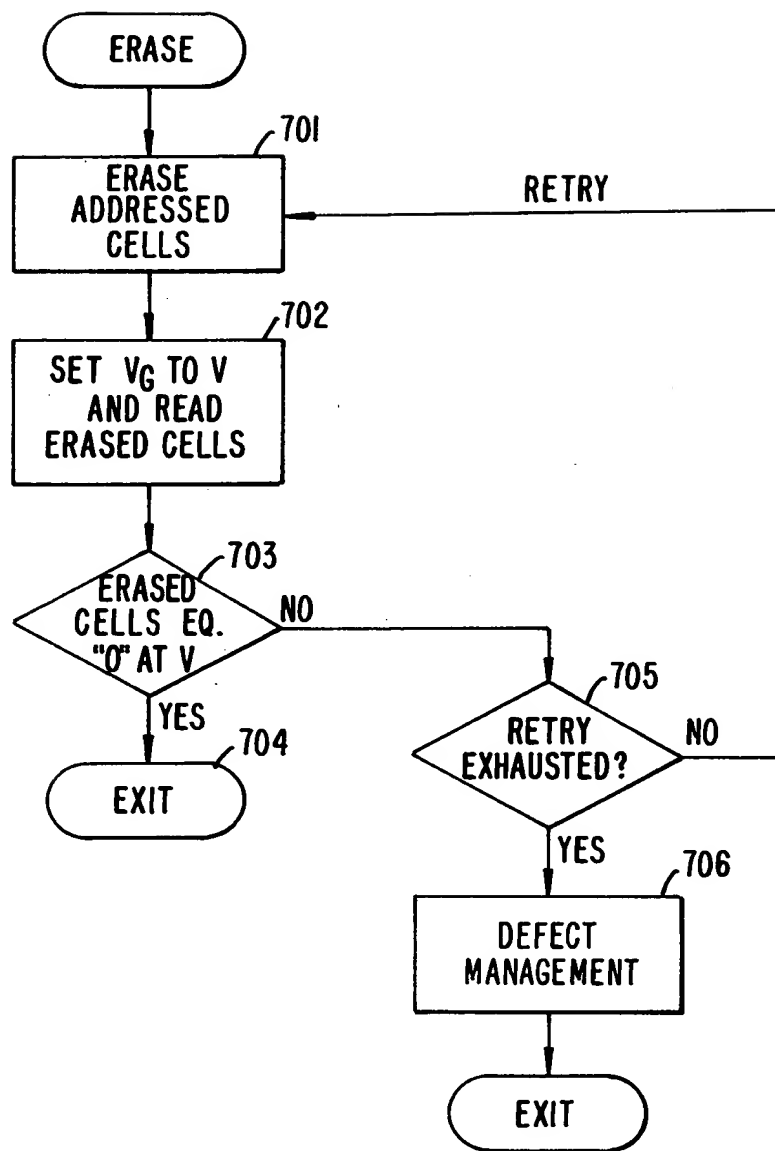 ERASE
701
ERASE
ADDRESSED
CELLS
RETRY
702
SET VG TO V
AND READ
ERASED CELLS
703
ERASED
CELLS EQ.
"0" AT V
NO
YES
704
EXIT
705
RETRY
EXHAUSTED?
NO
YES
706
DEFECT
MANAGEMENT
EXIT